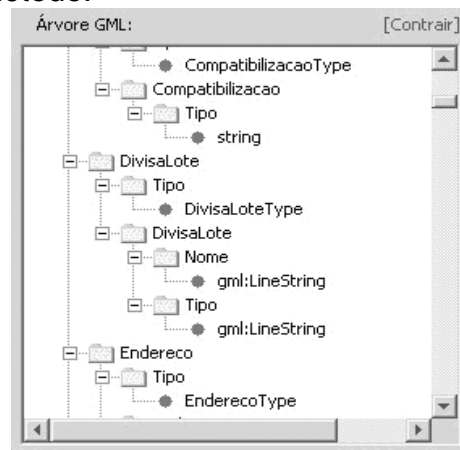 Árvore GML: [Contrair]
CompatibilizacaoType
Compatibilizacao
Tipo
string
DivisaLote
Tipo
DivisaLoteType
DivisaLote
Nome
gml:LineString
Tipo
gml:LineString
Endereco
Tipo
EnderecoType